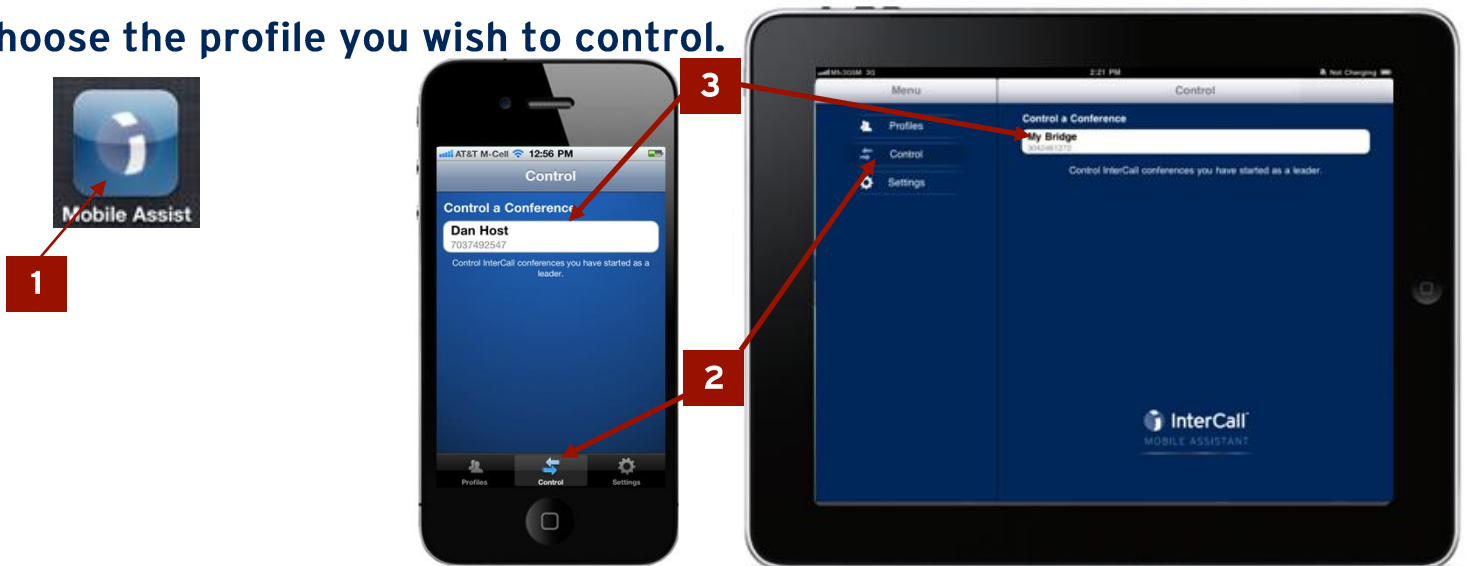 hoose the profile you wish to control.
Mobile Assist
1
3
2
AT&T M-Cell 12:56 PM
Control
Control a Conference
Dan Host
7037492547
Control InterCall conferences you have started as a
leader.
Profiles Control Settings
2:21 PM Not Charging
Menu Control
Profiles
Control
Settings
Control a Conference
My Bridge
3042461272
Control InterCall conferences you have started as a leader.
InterCall
MOBILE ASSISTANT